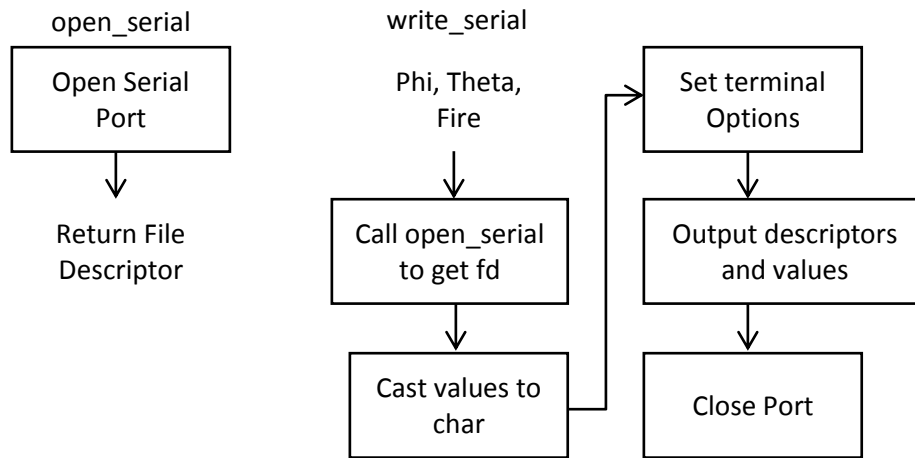 open_serial
Open Serial
Port
Return File
Descriptor
write_serial
Phi, Theta,
Fire
Call open_serial
to get fd
Cast values to
char
Set terminal
Options
Output descriptors
and values
Close Port